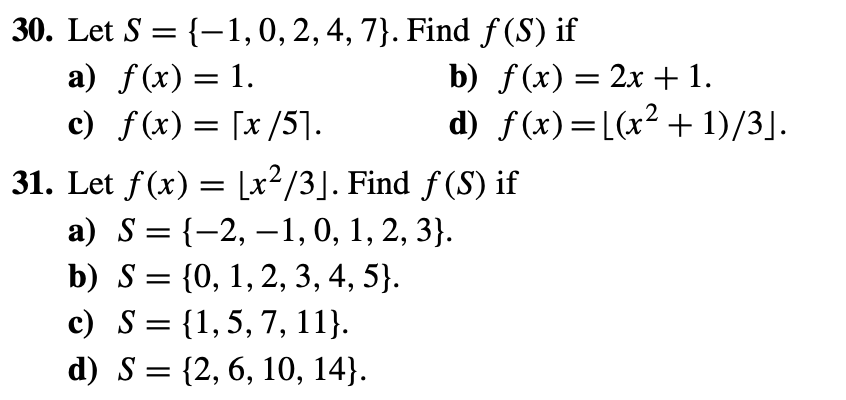 30. Let S = {−1, 0, 2, 4, 7}. Find f(S) if
a) f(x) = 1. b) f(x) = 2x + 1.
c) f(x) = ⌈x/5⌉. d) f(x)=⌊(x² + 1)/3⌋.
31. Let f(x) = ⌊x²/3⌋. Find f(S) if
a) S = {−2, −1, 0, 1, 2, 3}.
b) S = {0, 1, 2, 3, 4, 5}.
c) S = {1, 5, 7, 11}.
d) S = {2, 6, 10, 14}.